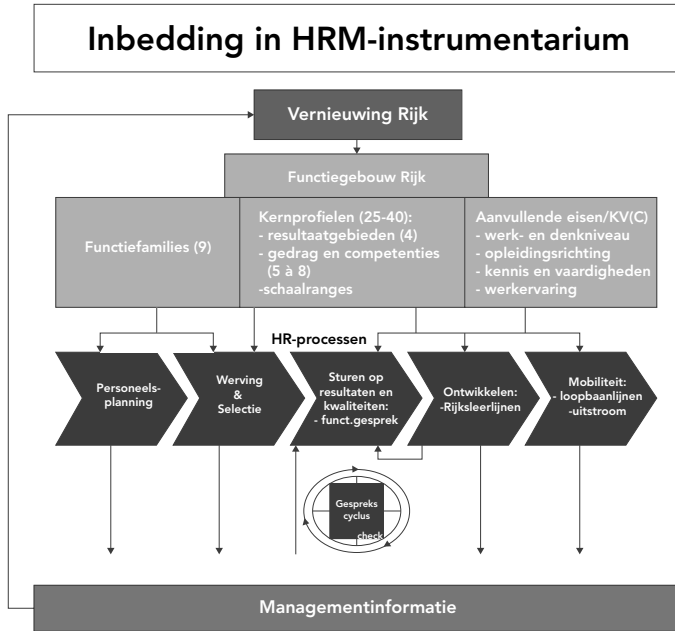 Inbedding in HRM-instrumentarium
Vernieuwing Rijk
Functiegebouw Rijk
Functiefamilies (9)
Kernprofielen (25-40):
- resultaatgebieden (4)
- gedrag en competenties
(5 à 8)
-schaalranges
Aanvullende eisen/KV(C)
- werk- en denkniveau
- opleidingsrichting
- kennis en vaardigheden
- werkervaring
HR-processen
Personeels-
planning
Werving
&
Selectie
Sturen op
resultaten en
kwaliteiten:
- funct.gesprek
Ontwikkelen:
-Rijksleerlijnen
Mobiliteit:
- loopbaanlijnen
-uitstroom
Gespreks
cyclus
check
Managementinformatie